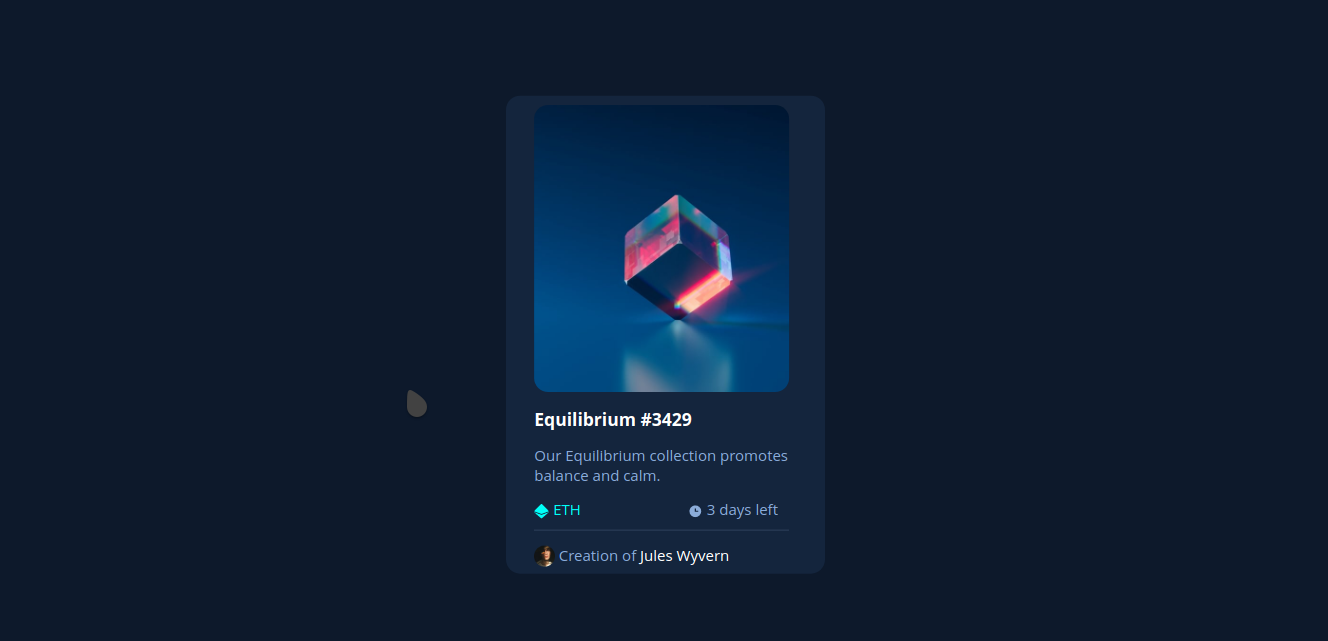 Equilibrium #3429
Our Equilibrium collection promotes
balance and calm.
ETH 3 days left
Creation of Jules Wyvern